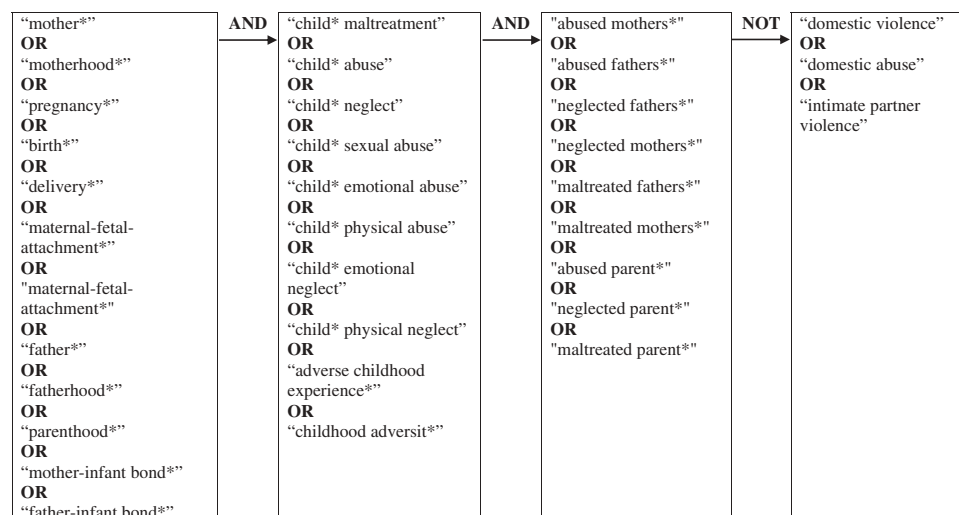 “mother*”
OR
“motherhood*”
OR
“pregnancy*”
OR
“birth*”
OR
“delivery*”
OR
“maternal-fetal-
attachment*”
OR
"maternal-fetal-
attachment*"
OR
“father*”
OR
“fatherhood*”
OR
“parenthood*”
OR
“mother-infant bond*”
OR
“father-infant bond*”
AND
“child* maltreatment”
OR
“child* abuse”
OR
“child* neglect”
OR
“child* sexual abuse”
OR
“child* emotional abuse”
OR
“child* physical abuse”
OR
“child* emotional
neglect”
OR
“child* physical neglect”
OR
“adverse childhood
experience*”
OR
“childhood adversit*”
AND
"abused mothers*"
OR
"abused fathers*"
OR
"neglected fathers*"
OR
"neglected mothers*"
OR
"maltreated fathers*"
OR
"maltreated mothers*"
OR
"abused parent*"
OR
"neglected parent*"
OR
"maltreated parent*"
NOT
“domestic violence”
OR
“domestic abuse”
OR
“intimate partner
violence”